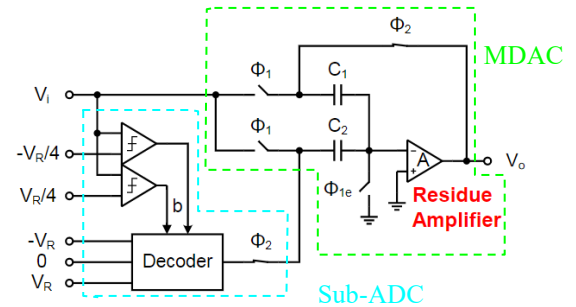 Φ2
MDAC
Φ1
C1
Vi
Φ1
C2
-VR/4
A
-
+
Vo
VR/4
Φ1e
Residue
Amplifier
b
-VR
Φ2
0
Decoder
VR
Sub-ADC